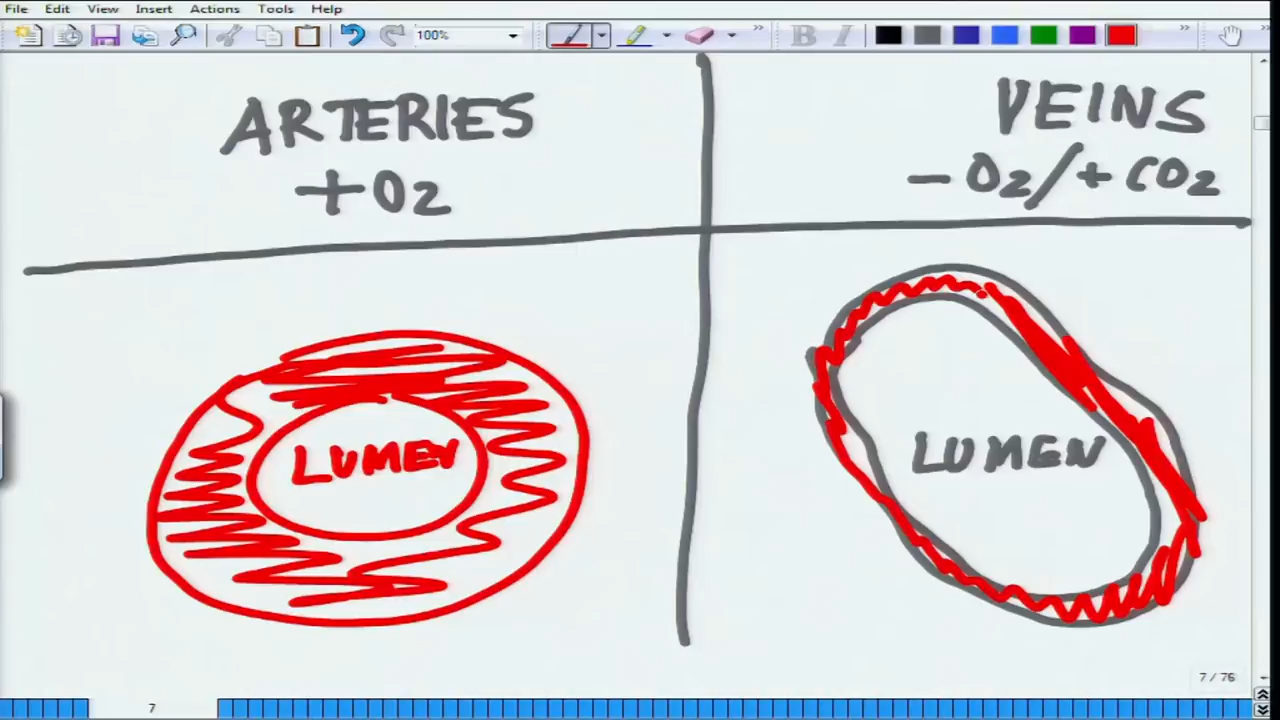 File Edit View Insert Actions Tools Help
100%
B I
ARTERIES
+O2
VEINS
-O2/+CO2
LUMEN
LUMEN
7/76
7